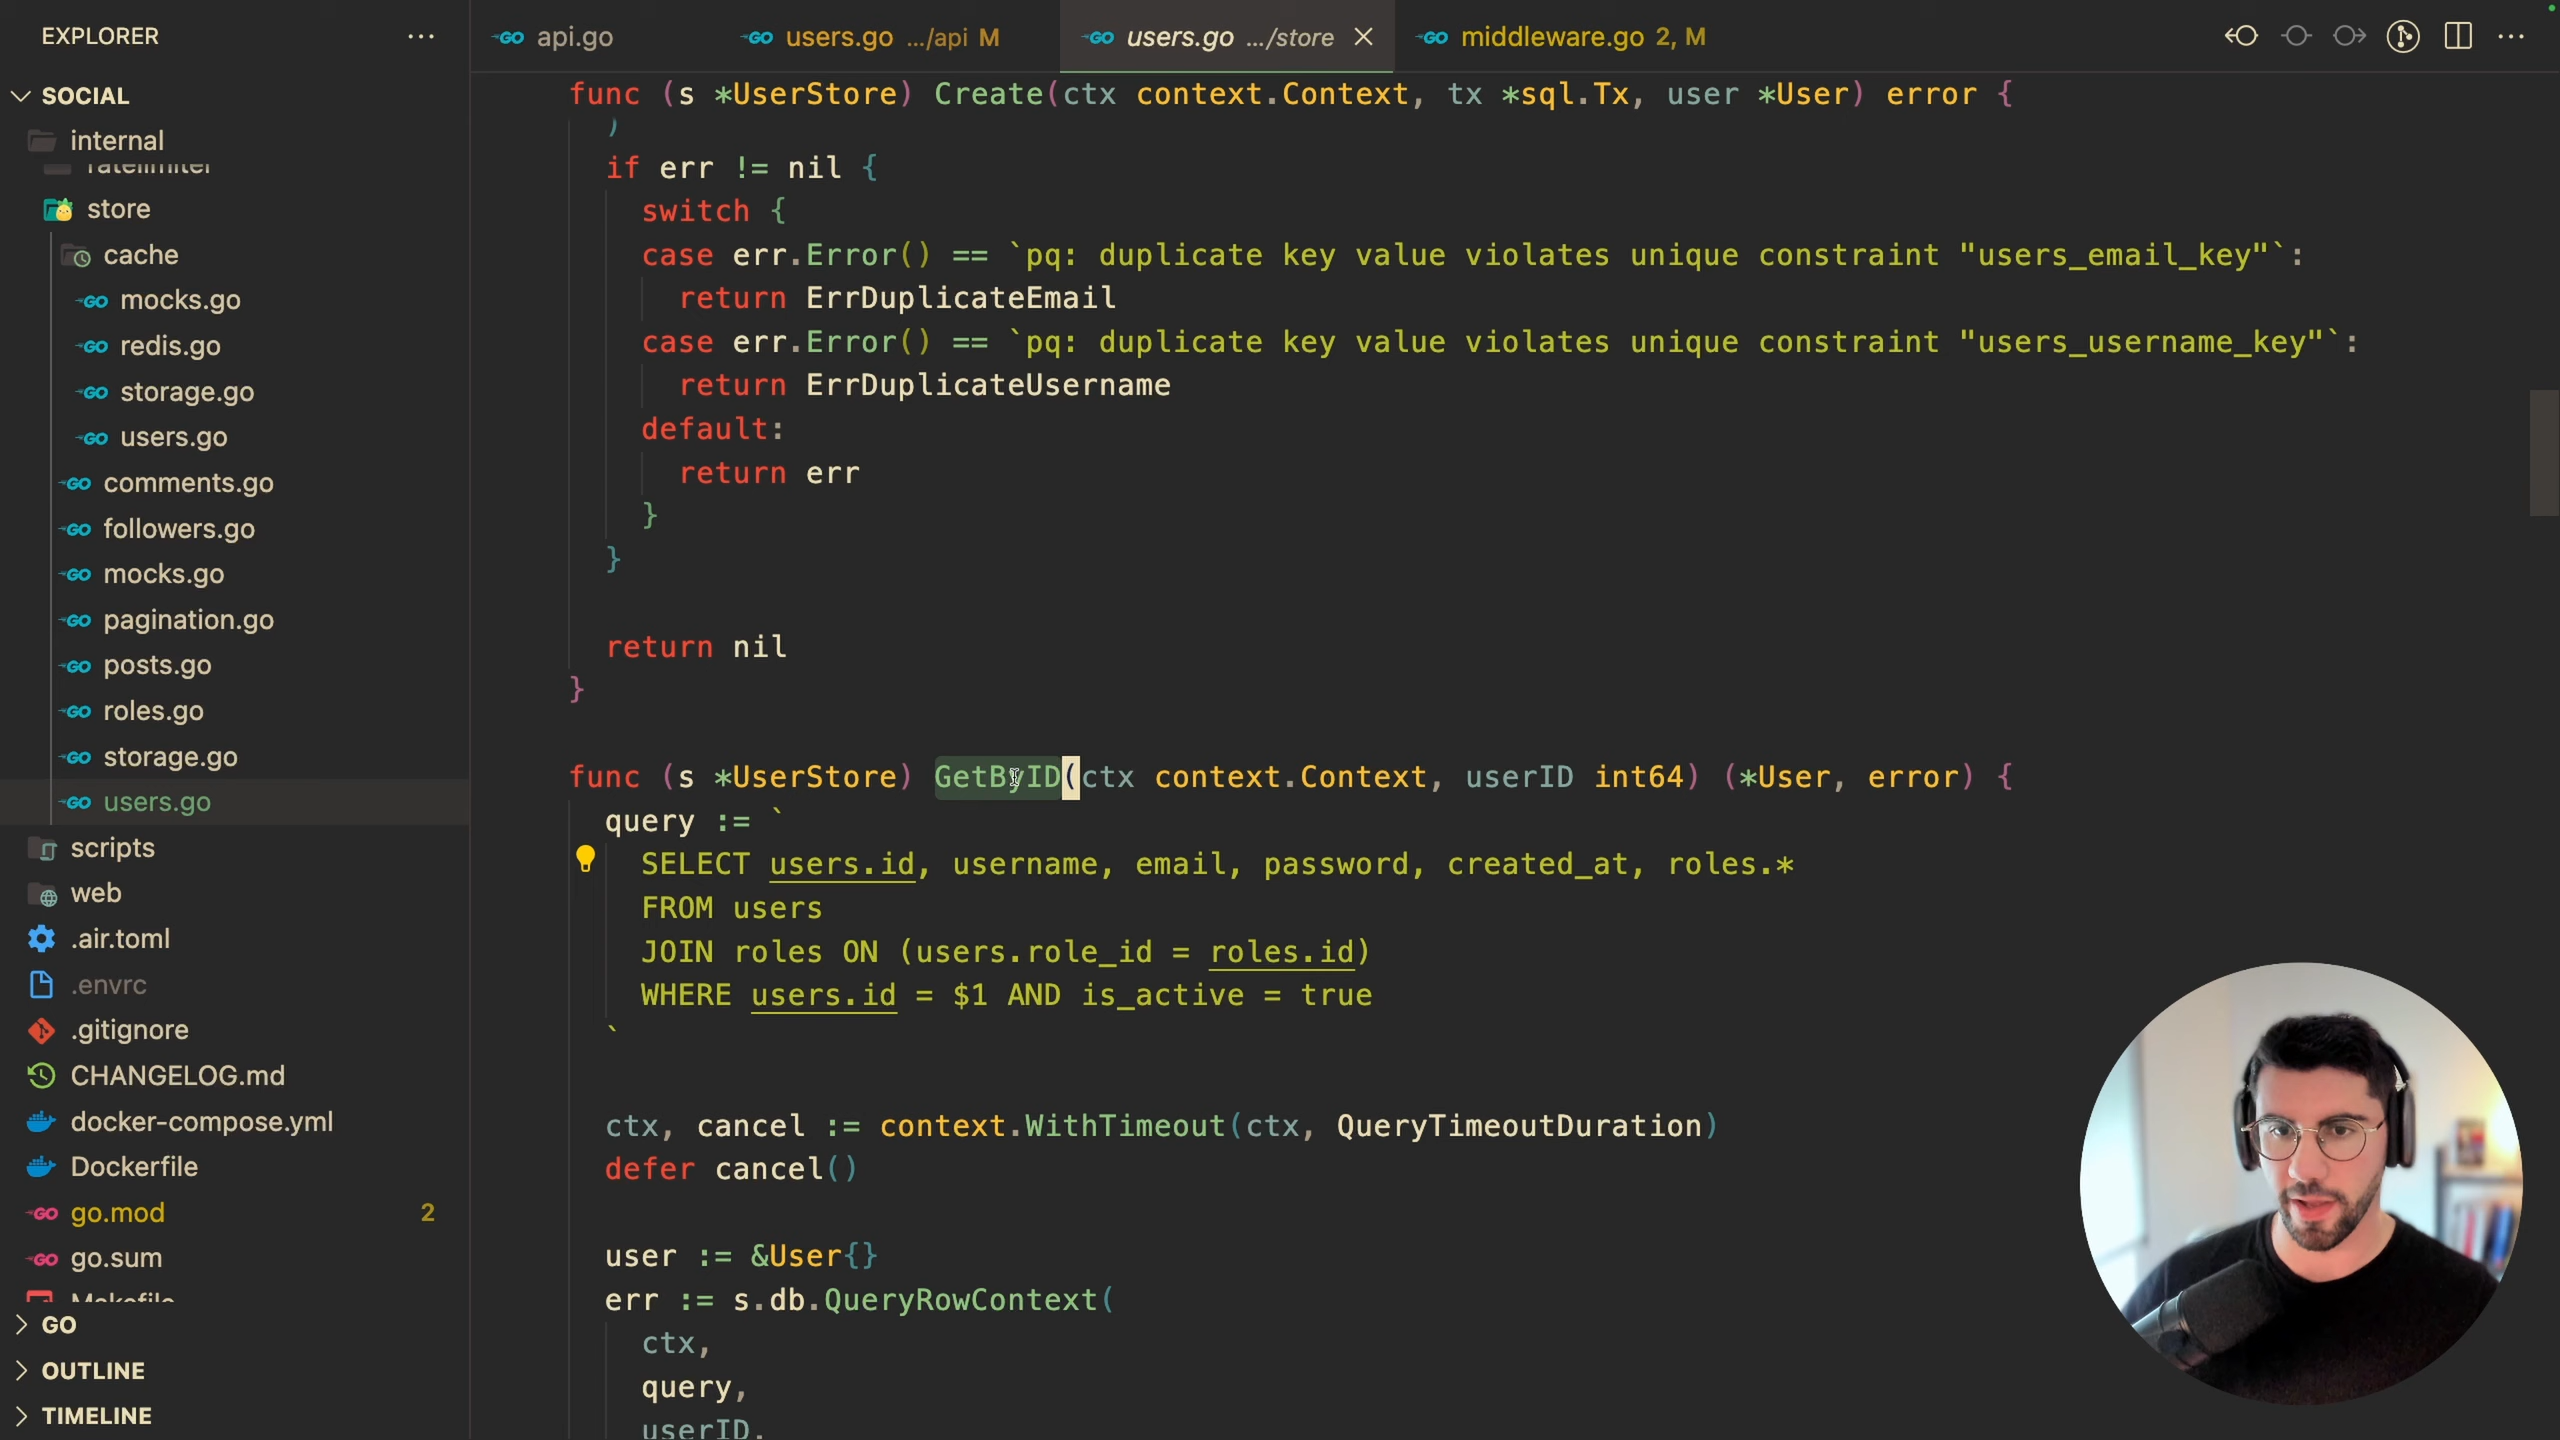 EXPLORER
SOCIAL
internal
ratelimiter
store
cache
mocks.go
redis.go
storage.go
users.go
comments.go
followers.go
mocks.go
pagination.go
posts.go
roles.go
storage.go
users.go
scripts
web
.air.toml
.envrc
.gitignore
CHANGELOG.md
docker-compose.yml
Dockerfile
go.mod 2
go.sum
Makefile
GO
OUTLINE
TIMELINE
api.go users.go .../api M users.go .../store middleware.go 2, M
func (s *UserStore) Create(ctx context.Context, tx *sql.Tx, user *User) error {
)
if err != nil {
switch {
case err.Error() == `pq: duplicate key value violates unique constraint "users_email_key"`:
return ErrDuplicateEmail
case err.Error() == `pq: duplicate key value violates unique constraint "users_username_key"`:
return ErrDuplicateUsername
default:
return err
}
}
return nil
}
func (s *UserStore) GetByID(ctx context.Context, userID int64) (*User, error) {
query := `
SELECT users.id, username, email, password, created_at, roles.*
FROM users
JOIN roles ON (users.role_id = roles.id)
WHERE users.id = $1 AND is_active = true
`
ctx, cancel := context.WithTimeout(ctx, QueryTimeoutDuration)
defer cancel()
user := &User{}
err := s.db.QueryRowContext(
ctx,
query,
userID,